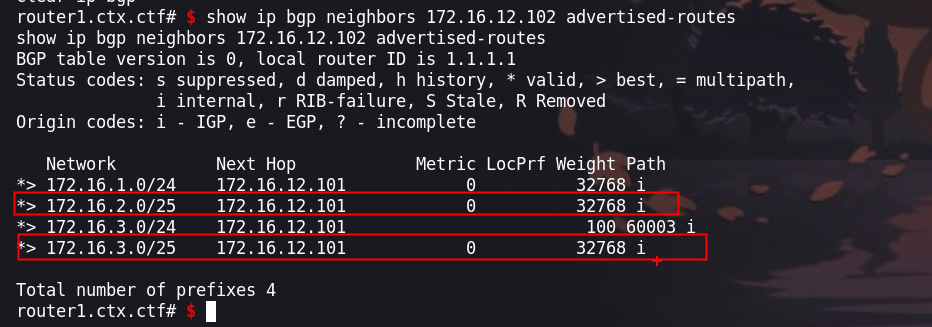 clear ip bgp
router1.ctx.ctf# $ show ip bgp neighbors 172.16.12.102 advertised-routes
show ip bgp neighbors 172.16.12.102 advertised-routes
BGP table version is 0, local router ID is 1.1.1.1
Status codes: s suppressed, d damped, h history, * valid, > best, = multipath,
              i internal, r RIB-failure, S Stale, R Removed
Origin codes: i - IGP, e - EGP, ? - incomplete

   Network          Next Hop            Metric LocPrf Weight Path
*> 172.16.1.0/24    172.16.12.101            0         32768 i
*> 172.16.2.0/25    172.16.12.101            0         32768 i
*> 172.16.3.0/24    172.16.12.101                       100 60003 i
*> 172.16.3.0/25    172.16.12.101            0         32768 i

Total number of prefixes 4
router1.ctx.ctf# $